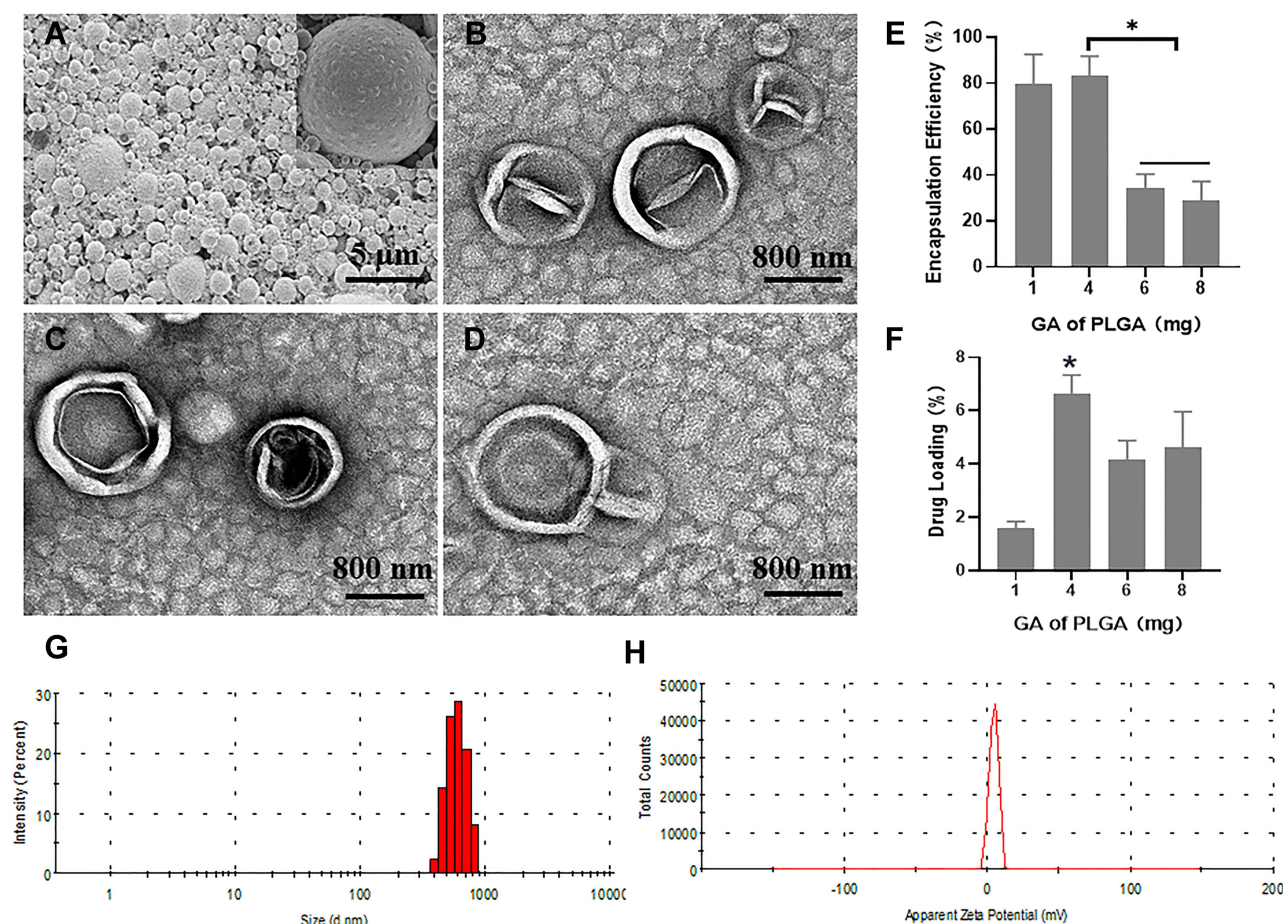 A
5 μm
B
800 nm
C
800 nm
D
800 nm
E
Encapsulation Efficiency (%)
100
80
60
40
20
0
*
1 4 6 8
GA of PLGA (mg)
F
Drug Loading (%)
8
6
4
2
0
*
1 4 6 8
GA of PLGA (mg)
G
Intensity (Percent)
30
20
10
0
1 10 100 1000 10000
Size (d.nm)
H
Total Counts
50000
40000
30000
20000
10000
0
-100 0 100 200
Apparent Zeta Potential (mV)